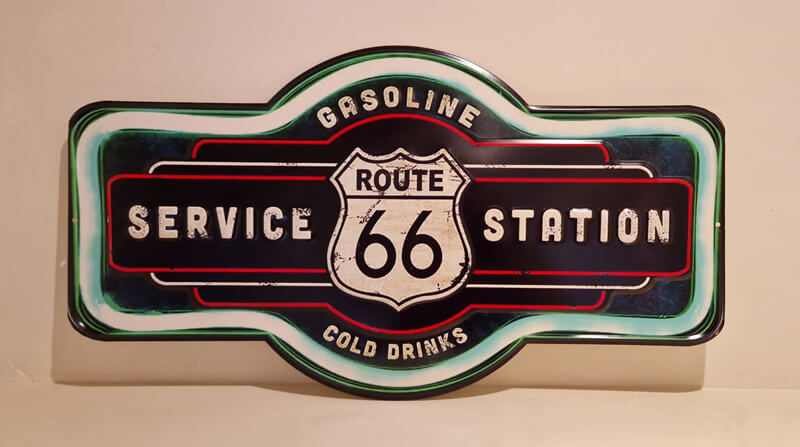 GASOLINE
ROUTE
SERVICE 66 STATION
COLD DRINKS